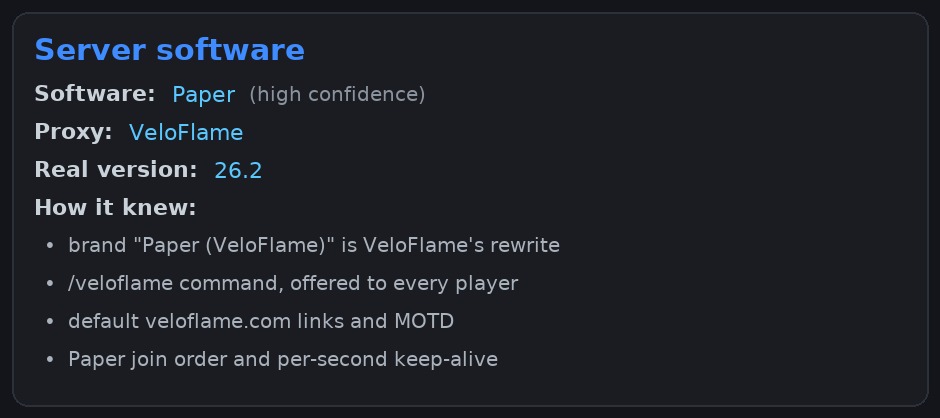 Server software
Software: Paper (high confidence)
Proxy: VeloFlame
Real version: 26.2
How it knew:
• brand "Paper (VeloFlame)" is VeloFlame's rewrite
• /veloflame command, offered to every player
• default veloflame.com links and MOTD
• Paper join order and per-second keep-alive